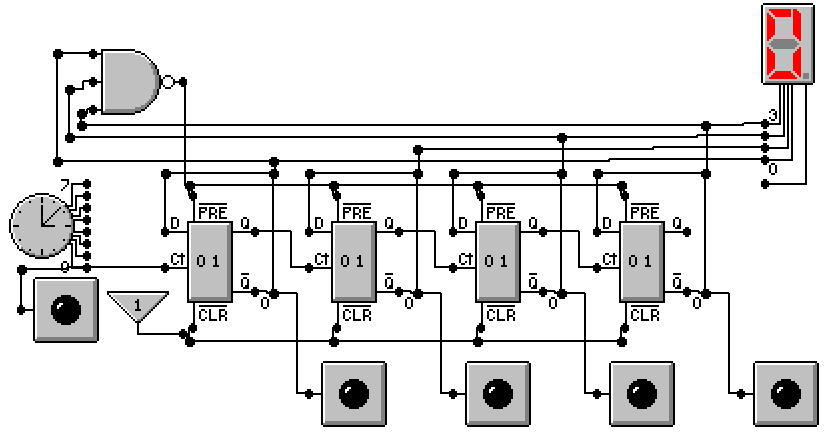 3
0
7
0
PRE PRE PRE PRE
D Q D Q D Q D Q
Ct 0 1 Ct 0 1 Ct 0 1 Ct 0 1
Q 0 Q 0 Q 0 Q 0
1
CLR CLR CLR CLR